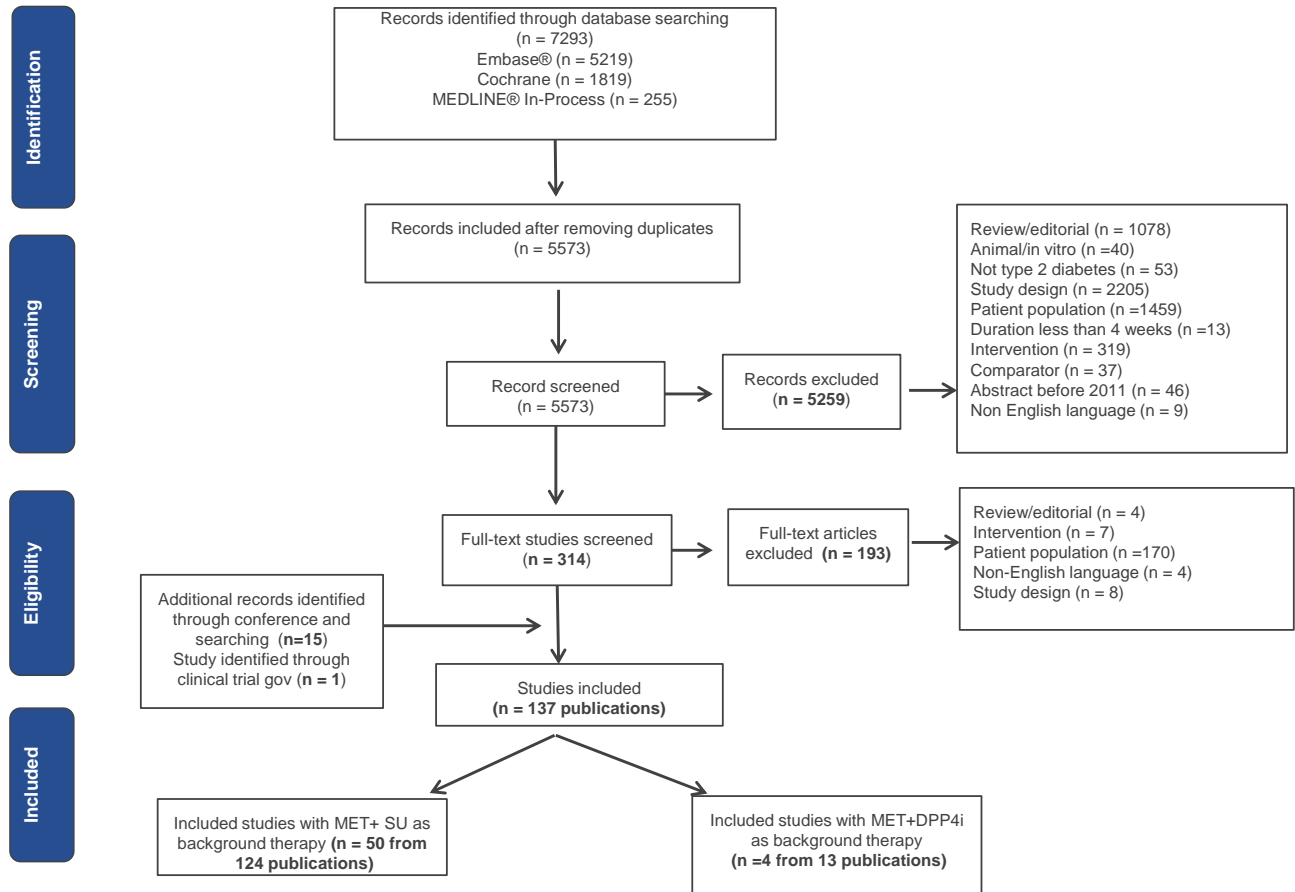 Identification
Records identified through database searching
(n = 7293)
Embase® (n = 5219)
Cochrane (n = 1819)
MEDLINE® In-Process (n = 255)
Records included after removing duplicates
(n = 5573)
Screening
Record screened
(n = 5573)
Records excluded
(n = 5259)
Review/editorial (n = 1078)
Animal/in vitro (n =40)
Not type 2 diabetes (n = 53)
Study design (n = 2205)
Patient population (n =1459)
Duration less than 4 weeks (n =13)
Intervention (n = 319)
Comparator (n = 37)
Abstract before 2011 (n = 46)
Non English language (n = 9)
Eligibility
Full-text studies screened
(n = 314)
Full-text articles
excluded (n = 193)
Review/editorial (n = 4)
Intervention (n = 7)
Patient population (n =170)
Non-English language (n = 4)
Study design (n = 8)
Additional records identified
through conference and
searching (n=15)
Study identified through
clinical trial gov (n = 1)
Studies included
(n = 137 publications)
Included
Included studies with MET+ SU as
background therapy (n = 50 from
124 publications)
Included studies with MET+DPP4i
as background therapy
(n =4 from 13 publications)